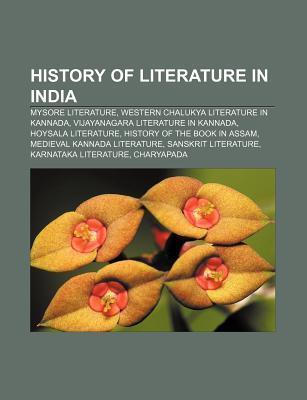 HISTORY OF LITERATURE IN
INDIA
MYSORE LITERATURE, WESTERN CHALUKYA LITERATURE IN
KANNADA, VIJAYANAGARA LITERATURE IN KANNADA,
HOYSALA LITERATURE, HISTORY OF THE BOOK IN ASSAM,
MEDIEVAL KANNADA LITERATURE, SANSKRIT LITERATURE,
KARNATAKA LITERATURE, CHARYAPADA